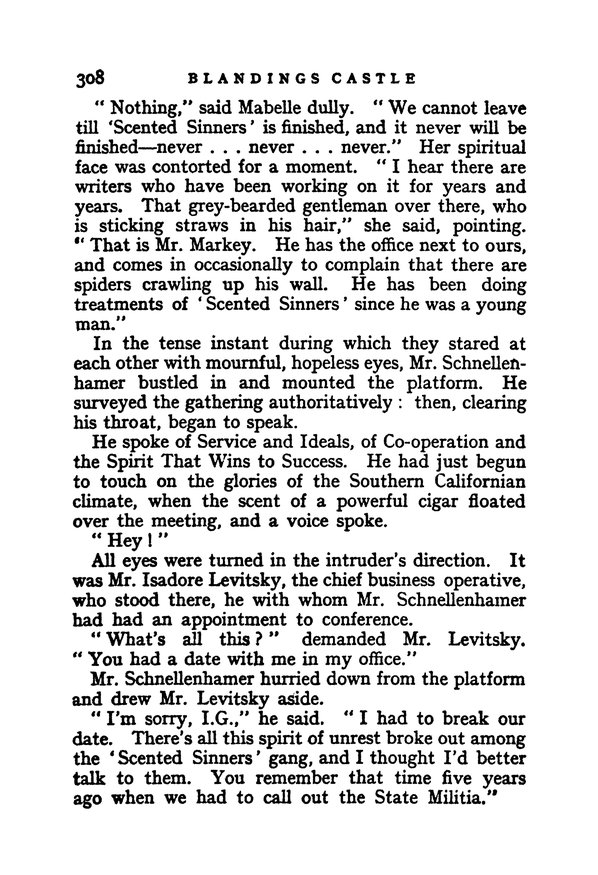 308 BLANDINGS CASTLE
“ Nothing,” said Mabelle dully. “ We cannot leave
till ‘Scented Sinners ’ is finished, and it never will be
finished—never . . . never . . . never.” Her spiritual
face was contorted for a moment. “ I hear there are
writers who have been working on it for years and
years. That grey-bearded gentleman over there, who
is sticking straws in his hair,” she said, pointing.
“ That is Mr. Markey. He has the office next to ours,
and comes in occasionally to complain that there are
spiders crawling up his wall. He has been doing
treatments of ‘ Scented Sinners ’ since he was a young
man.”
In the tense instant during which they stared at
each other with mournful, hopeless eyes, Mr. Schnellen-
hamer bustled in and mounted the platform. He
surveyed the gathering authoritatively : then, clearing
his throat, began to speak.
He spoke of Service and Ideals, of Co-operation and
the Spirit That Wins to Success. He had just begun
to touch on the glories of the Southern Californian
climate, when the scent of a powerful cigar floated
over the meeting, and a voice spoke.
“ Hey ! ”
All eyes were turned in the intruder’s direction. It
was Mr. Isadore Levitsky, the chief business operative,
who stood there, he with whom Mr. Schnellenhamer
had had an appointment to conference.
“ What’s all this ? ” demanded Mr. Levitsky.
“ You had a date with me in my office.”
Mr. Schnellenhamer hurried down from the platform
and drew Mr. Levitsky aside.
“ I’m sorry, I.G.,” he said. “ I had to break our
date. There’s all this spirit of unrest broke out among
the ‘ Scented Sinners ’ gang, and I thought I’d better
talk to them. You remember that time five years
ago when we had to call out the State Militia.”